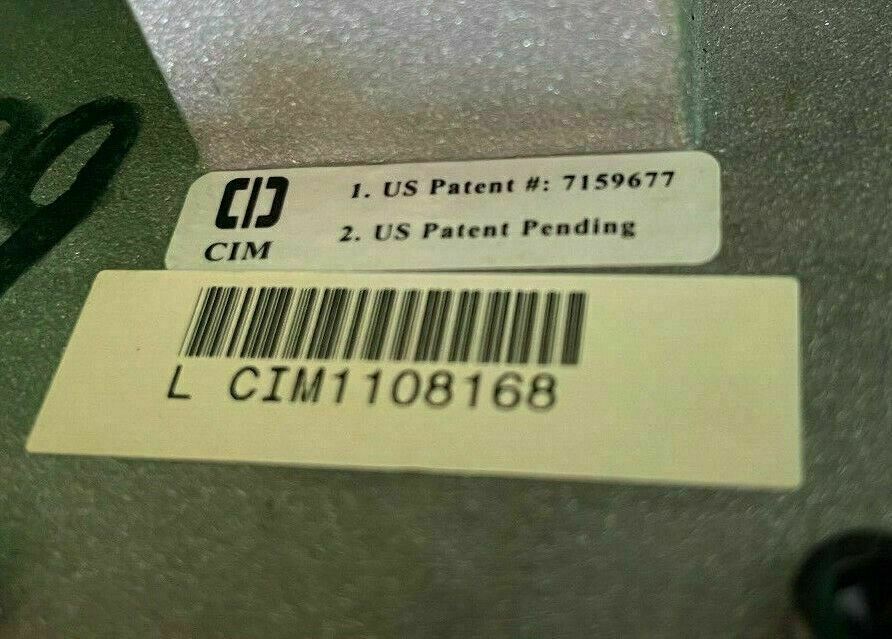 1. US Patent #: 7159677
2. US Patent Pending
CIM
L CIM1108168